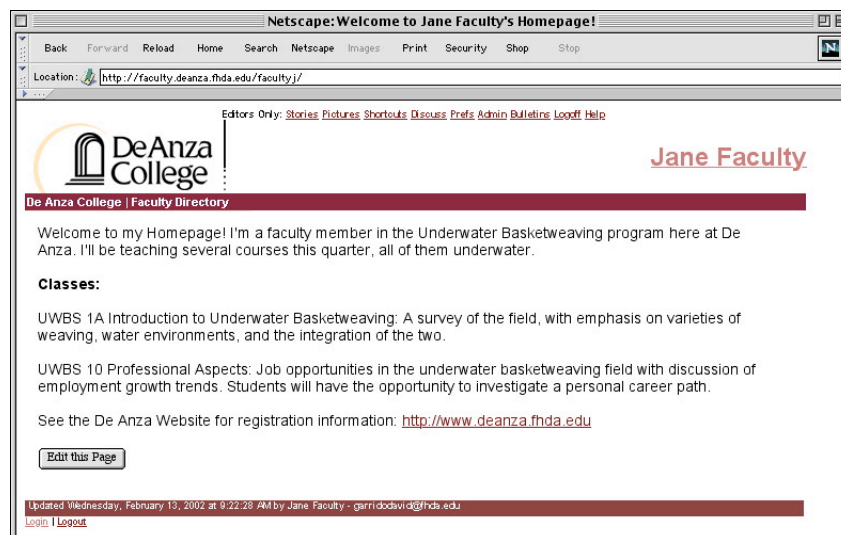 Netscape: Welcome to Jane Faculty's Homepage!
Back Forward Reload Home Search Netscape Images Print Security Shop Stop
N
Location: http://faculty.deanza.fhda.edu/facultyj/
Editors Only: Stories Pictures Shortcuts Discuss Prefs Admin Bulletins Logoff Help
De Anza
College
Jane Faculty
De Anza College | Faculty Directory
Welcome to my Homepage! I'm a faculty member in the Underwater Basketweaving program here at De
Anza. I'll be teaching several courses this quarter, all of them underwater.
Classes:
UWBS 1A Introduction to Underwater Basketweaving: A survey of the field, with emphasis on varieties of
weaving, water environments, and the integration of the two.
UWBS 10 Professional Aspects: Job opportunities in the underwater basketweaving field with discussion of
employment growth trends. Students will have the opportunity to investigate a personal career path.
See the De Anza Website for registration information: http://www.deanza.fhda.edu
Edit this Page
Updated Wednesday, February 13, 2002 at 9:22:28 AM by Jane Faculty - garridodavid@fhda.edu
Login | Logout